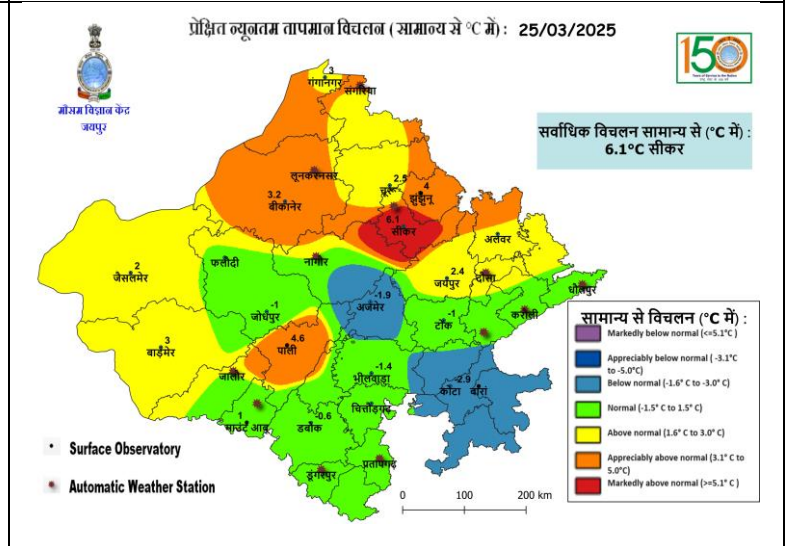 प्रेक्षित न्यूनतम तापमान विचलन ( सामान्य से °C में) : 25/03/2025
मौसम विज्ञान केंद्र
जयपुर
150
सर्वाधिक विचलन सामान्य से (°C में) :
6.1°C सीकर
3
गंगानगर
संगरिया
लूनकरनसर
3.2
बीकानेर
2.5
चूरू
4
झुंझुनू
6.1
सीकर
अलवर
2
जैसलमेर
फलौदी
नागौर
2.4
जयपुर
दौसा
धौलपुर
-1
जोधपुर
-1.9
अजमेर
-1
टोंक
करौली
3
बाड़मेर
4.6
पाली
जालौर
-1.4
भीलवाड़ा
-2.9
कोटा
बारां
चित्तौड़गढ़
1
माउंट आबू
-0.6
डबोक
प्रतापगढ़
डूंगरपुर
सामान्य से विचलन (°C में) :
Markedly below normal (<=5.1°C )
Appreciably below normal ( -3.1°C
to -5.0°C)
Below normal (-1.6° C to -3.0° C)
Normal (-1.5° C to 1.5° C)
Above normal (1.6° C to 3.0° C)
Appreciably above normal (3.1° C to
5.0°C)
Markedly above normal (>=5.1° C )
Surface Observatory
Automatic Weather Station
0 100 200 km